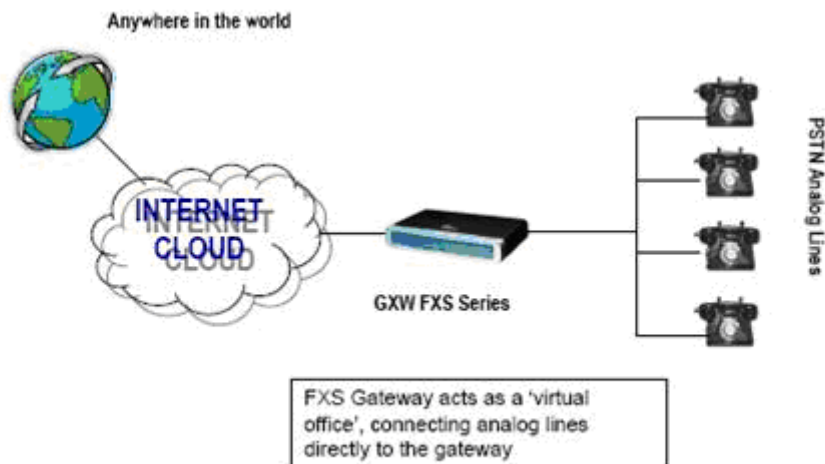 Anywhere in the world
INTERNET
CLOUD
GXW FXS Series
PSTN Analog Lines
FXS Gateway acts as a ‘virtual
office’, connecting analog lines
directly to the gateway